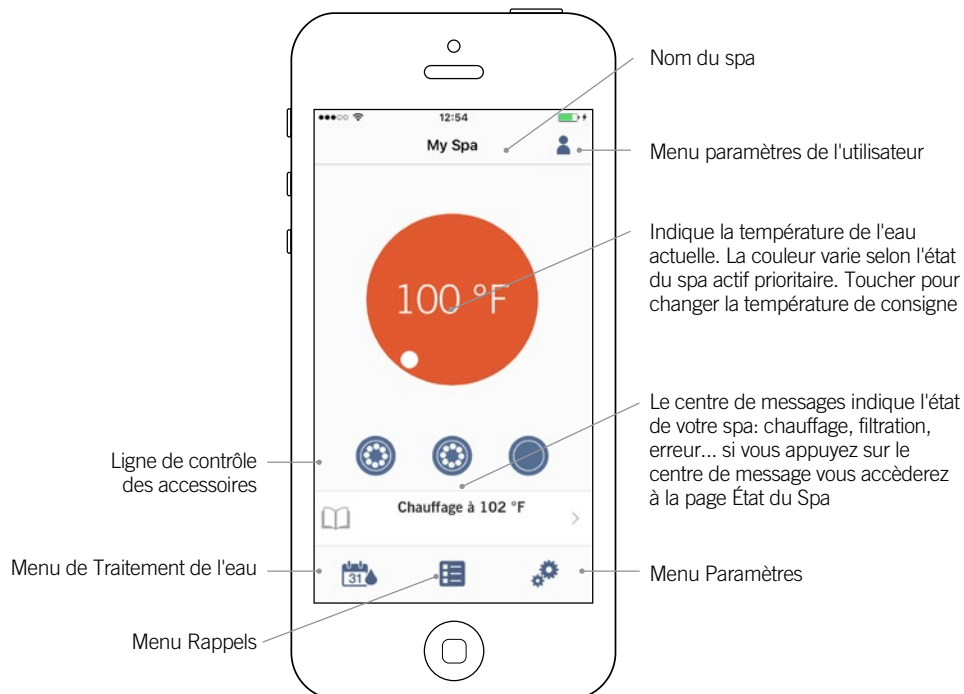 Nom du spa
12:54
My Spa
Menu paramètres de l'utilisateur
Indique la température de l'eau
actuelle. La couleur varie selon l'état
du spa actif prioritaire. Toucher pour
changer la température de consigne
100 °F
Le centre de messages indique l'état
de votre spa: chauffage, filtration,
erreur... si vous appuyez sur le
centre de message vous accèderez
à la page État du Spa
Ligne de contrôle
des accessoires
Chauffage à 102 °F
Menu de Traitement de l'eau
31
Menu Paramètres
Menu Rappels